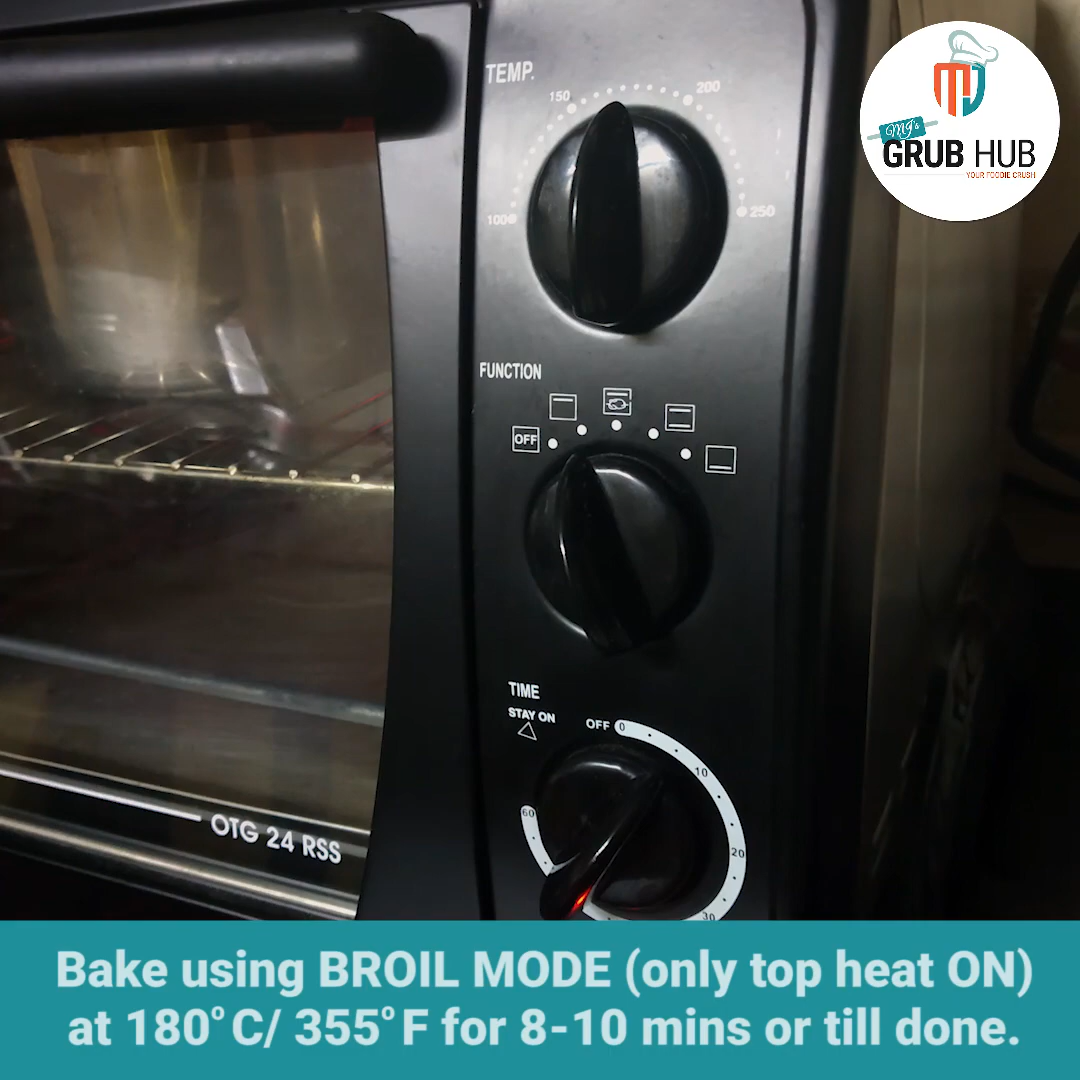 MJ's
GRUB HUB
YOUR FOODIE CRUSH
TEMP.
150
200
100
250
FUNCTION
OFF
TIME
STAY ON
OFF 0
10
60
20
30
OTG 24 RSS
Bake using BROIL MODE (only top heat ON)
at 180°C/ 355°F for 8-10 mins or till done.